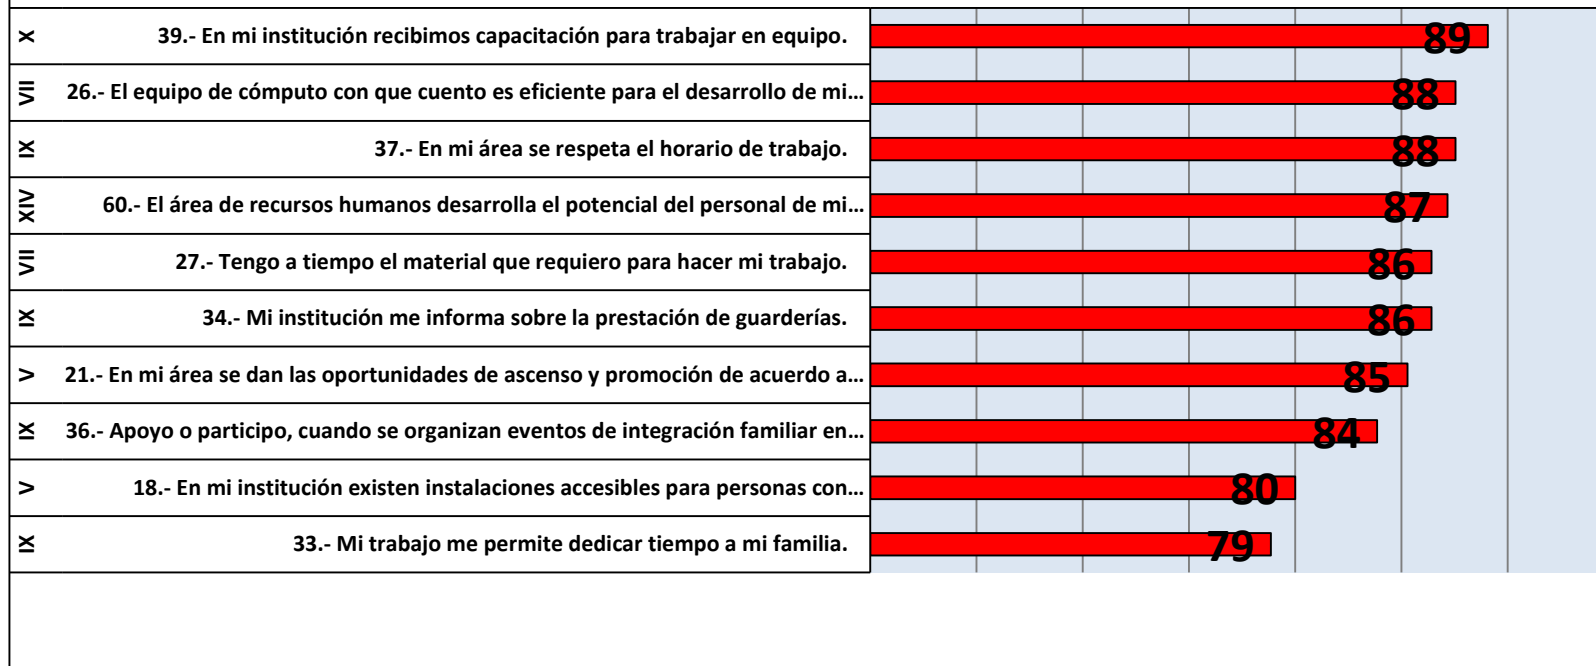 X 39.- En mi institución recibimos capacitación para trabajar en equipo. 89
VII 26.- El equipo de cómputo con que cuento es eficiente para el desarrollo de mi... 88
IX 37.- En mi área se respeta el horario de trabajo. 88
XIV 60.- El área de recursos humanos desarrolla el potencial del personal de mi... 87
VII 27.- Tengo a tiempo el material que requiero para hacer mi trabajo. 86
IX 34.- Mi institución me informa sobre la prestación de guarderías. 86
V 21.- En mi área se dan las oportunidades de ascenso y promoción de acuerdo a... 85
IX 36.- Apoyo o participo, cuando se organizan eventos de integración familiar en... 84
V 18.- En mi institución existen instalaciones accesibles para personas con... 80
IX 33.- Mi trabajo me permite dedicar tiempo a mi familia. 79